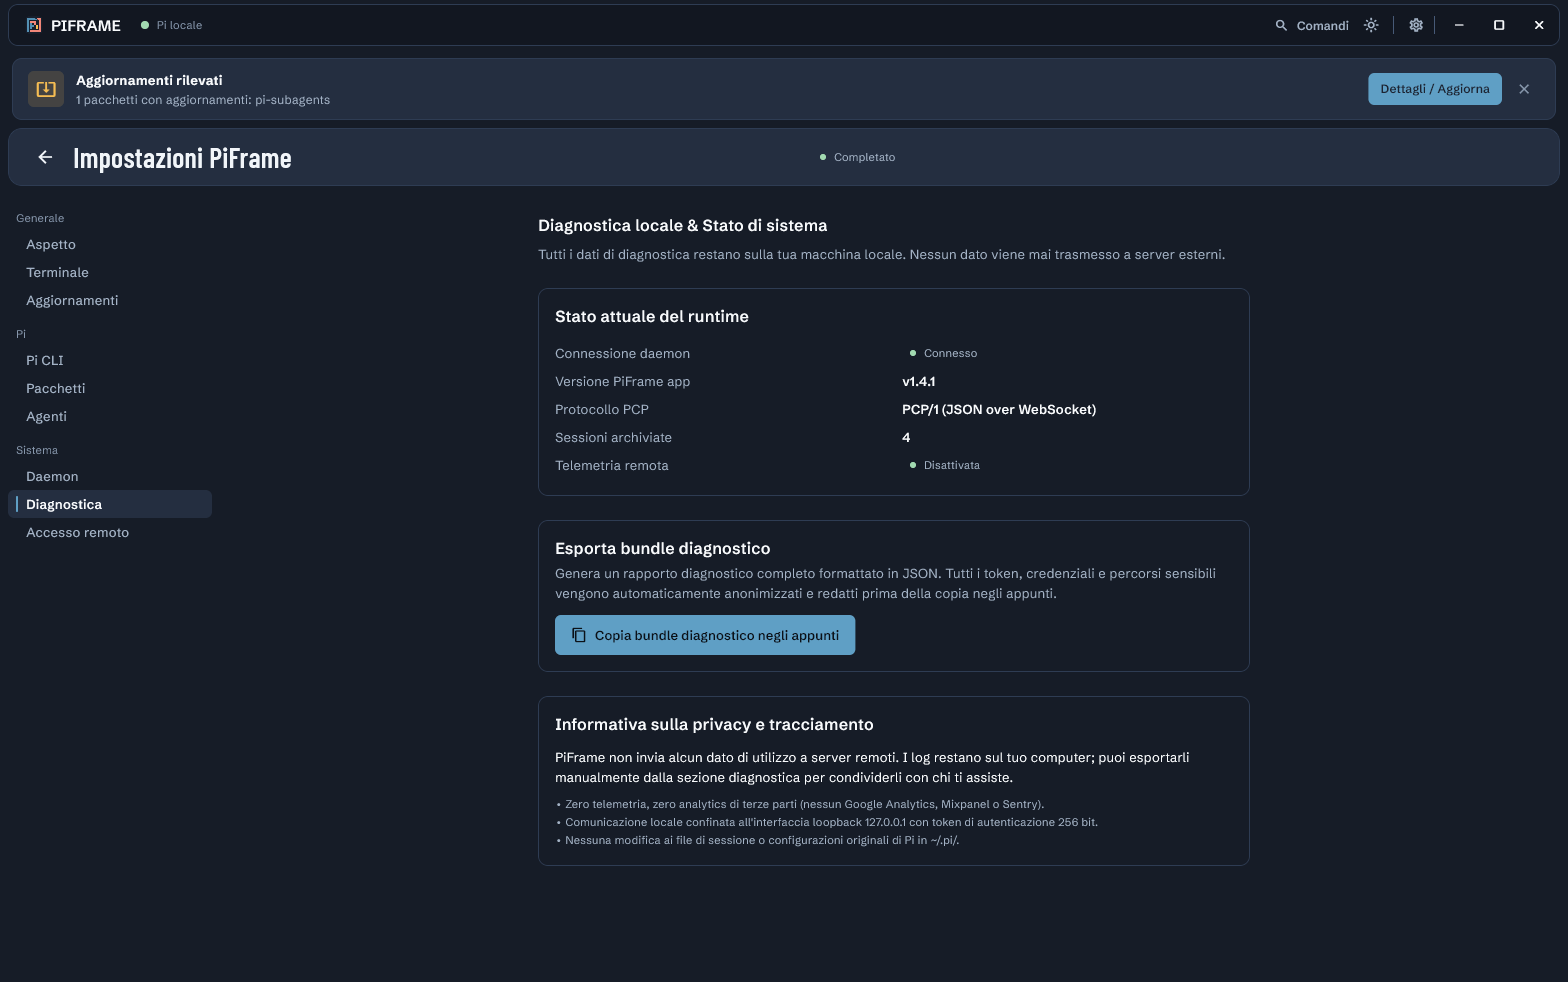 PIFRAME
Pi locale
Comandi
Aggiornamenti rilevati
1 pacchetti con aggiornamenti: pi-subagents
Dettagli / Aggiorna
Impostazioni PiFrame
Completato
Generale
Aspetto
Terminale
Aggiornamenti
Pi
Pi CLI
Pacchetti
Agenti
Sistema
Daemon
Diagnostica
Accesso remoto
Diagnostica locale & Stato di sistema
Tutti i dati di diagnostica restano sulla tua macchina locale. Nessun dato viene mai trasmesso a server esterni.
Stato attuale del runtime
Connessione daemon
Connesso
Versione PiFrame app
v1.4.1
Protocollo PCP
PCP/1 (JSON over WebSocket)
Sessioni archiviate
4
Telemetria remota
Disattivata
Esporta bundle diagnostico
Genera un rapporto diagnostico completo formattato in JSON. Tutti i token, credenziali e percorsi sensibili
vengono automaticamente anonimizzati e redatti prima della copia negli appunti.
Copia bundle diagnostico negli appunti
Informativa sulla privacy e tracciamento
PiFrame non invia alcun dato di utilizzo a server remoti. I log restano sul tuo computer; puoi esportarli
manualmente dalla sezione diagnostica per condividerli con chi ti assiste.
• Zero telemetria, zero analytics di terze parti (nessun Google Analytics, Mixpanel o Sentry).
• Comunicazione locale confinata all'interfaccia loopback 127.0.0.1 con token di autenticazione 256 bit.
• Nessuna modifica ai file di sessione o configurazioni originali di Pi in ~/.pi/.